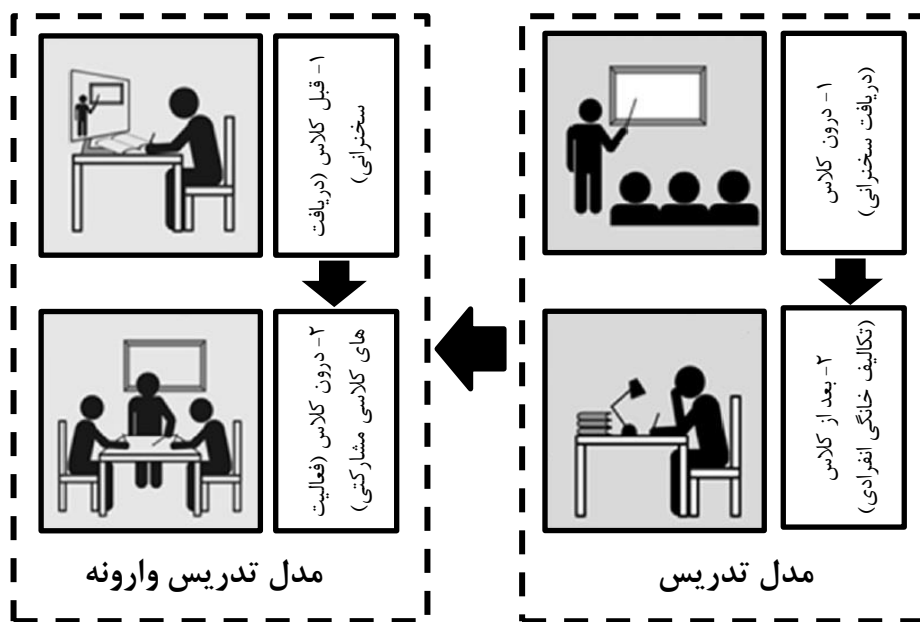 ۱- درون کلاس
(دریافت سخنرانی)
۲- بعد از کلاس
(تکالیف خانگی انفرادی)
مدل تدریس
۱- قبل کلاس (دریافت
سخنرانی)
۲- درون کلاس (فعالیت
های کلاسی مشارکتی)
مدل تدریس وارونه